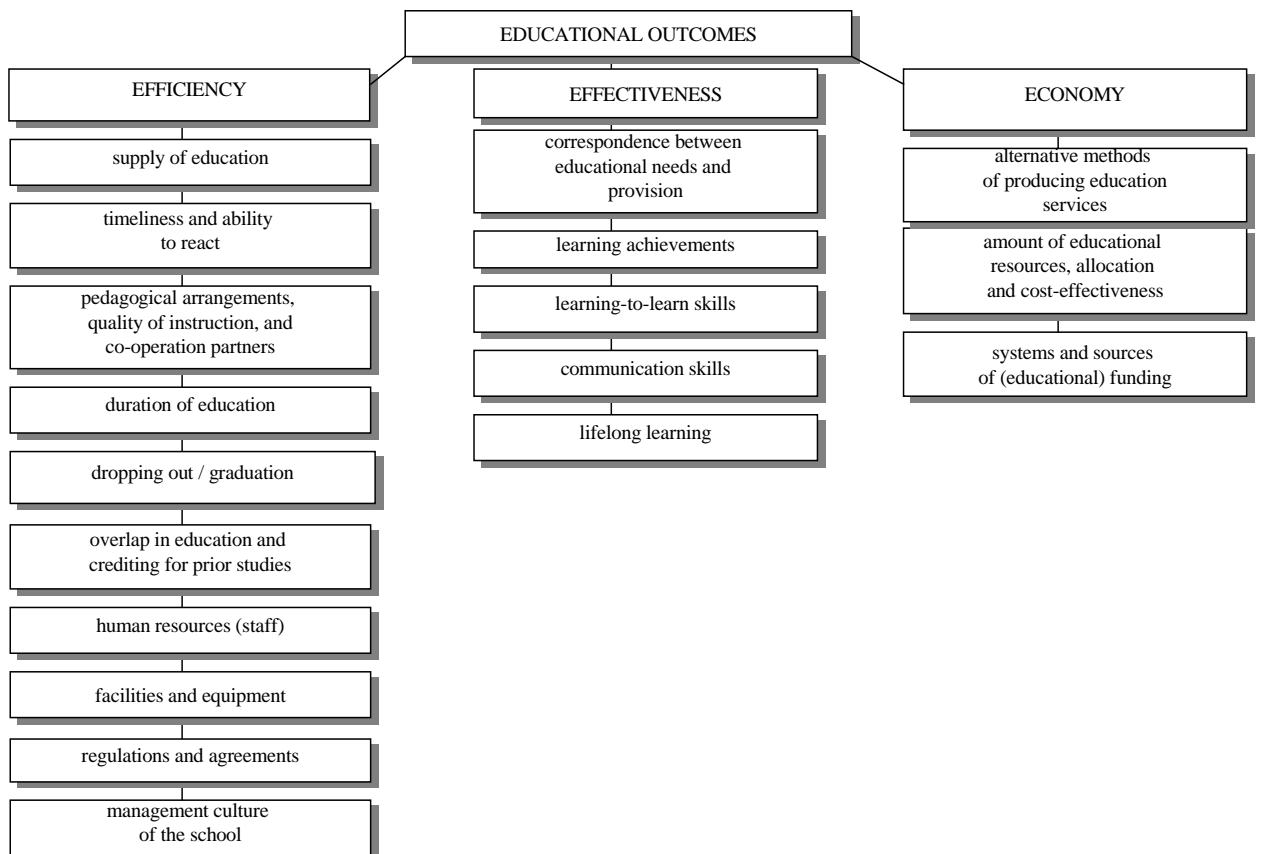 EDUCATIONAL OUTCOMES
EFFICIENCY
supply of education
timeliness and ability
to react
pedagogical arrangements,
quality of instruction, and
co-operation partners
duration of education
dropping out / graduation
overlap in education and
crediting for prior studies
human resources (staff)
facilities and equipment
regulations and agreements
management culture
of the school
EFFECTIVENESS
correspondence between
educational needs and
provision
learning achievements
learning-to-learn skills
communication skills
lifelong learning
ECONOMY
alternative methods
of producing education
services
amount of educational
resources, allocation
and cost-effectiveness
systems and sources
of (educational) funding